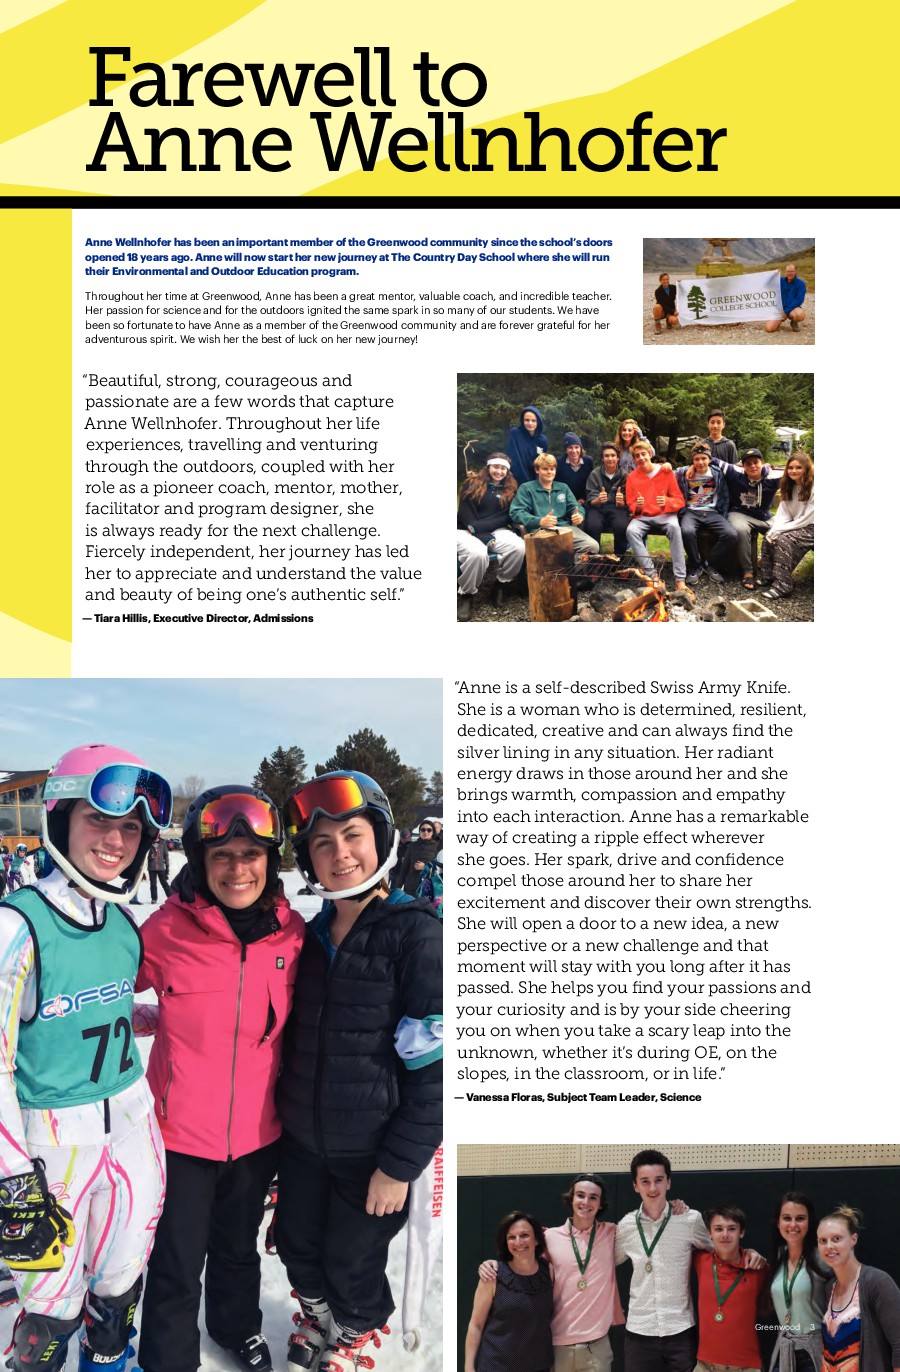 Farewell to
Anne Wellnhofer
Anne Wellnhofer has been an important member of the Greenwood community since the school's doors
opened 18 years ago. Anne will now start her new journey at The Country Day School where she will run
their Environmental and Outdoor Education program.
Throughout her time at Greenwood, Anne has been a great mentor, valuable coach, and incredible teacher.
Her passion for science and for the outdoors ignited the same spark in so many of our students. We have
been so fortunate to have Anne as a member of the Greenwood community and are forever grateful for her
adventurous spirit. We wish her the best of luck on her new journey!
GREENWOOD
COLLEGE SCHOOL
“Beautiful, strong, courageous and
passionate are a few words that capture
Anne Wellnhofer. Throughout her life
experiences, travelling and venturing
through the outdoors, coupled with her
role as a pioneer coach, mentor, mother,
facilitator and program designer, she
is always ready for the next challenge.
Fiercely independent, her journey has led
her to appreciate and understand the value
and beauty of being one’s authentic self.”
— Tiara Hillis, Executive Director, Admissions
“Anne is a self-described Swiss Army Knife.
She is a woman who is determined, resilient,
dedicated, creative and can always find the
silver lining in any situation. Her radiant
energy draws in those around her and she
brings warmth, compassion and empathy
into each interaction. Anne has a remarkable
way of creating a ripple effect wherever
she goes. Her spark, drive and confidence
compel those around her to share her
excitement and discover their own strengths.
She will open a door to a new idea, a new
perspective or a new challenge and that
moment will stay with you long after it has
passed. She helps you find your passions and
your curiosity and is by your side cheering
you on when you take a scary leap into the
unknown, whether it’s during OE, on the
slopes, in the classroom, or in life.”
— Vanessa Floras, Subject Team Leader, Science
OFSA
72
RAIFFEISEN
LEKI
LEKI
Greenwood 3